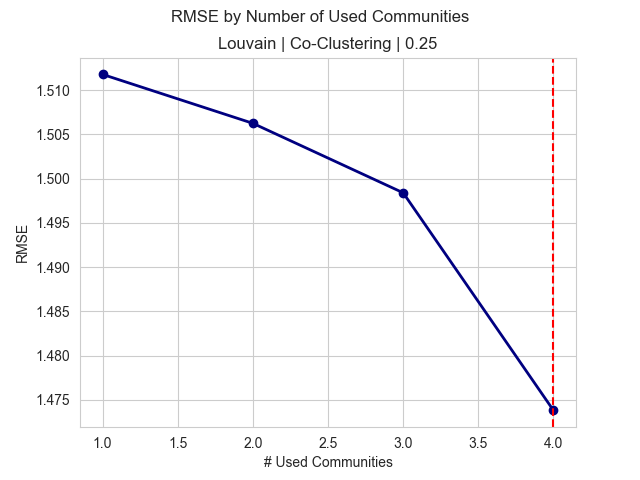 RMSE by Number of Used Communities
Louvain | Co-Clustering | 0.25
1.510
1.505
1.500
1.495
1.490
1.485
1.480
1.475
RMSE
1.0 1.5 2.0 2.5 3.0 3.5 4.0
# Used Communities